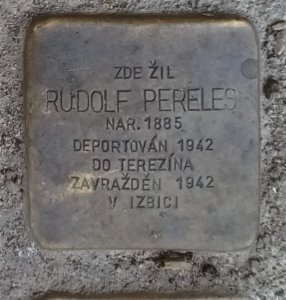 ZDE ŽIL
RUDOLF PERELES
NAR. 1885
DEPORTOVÁN 1942
DO TEREZÍNA
ZAVRAŽDĚN 1942
V IZBICI